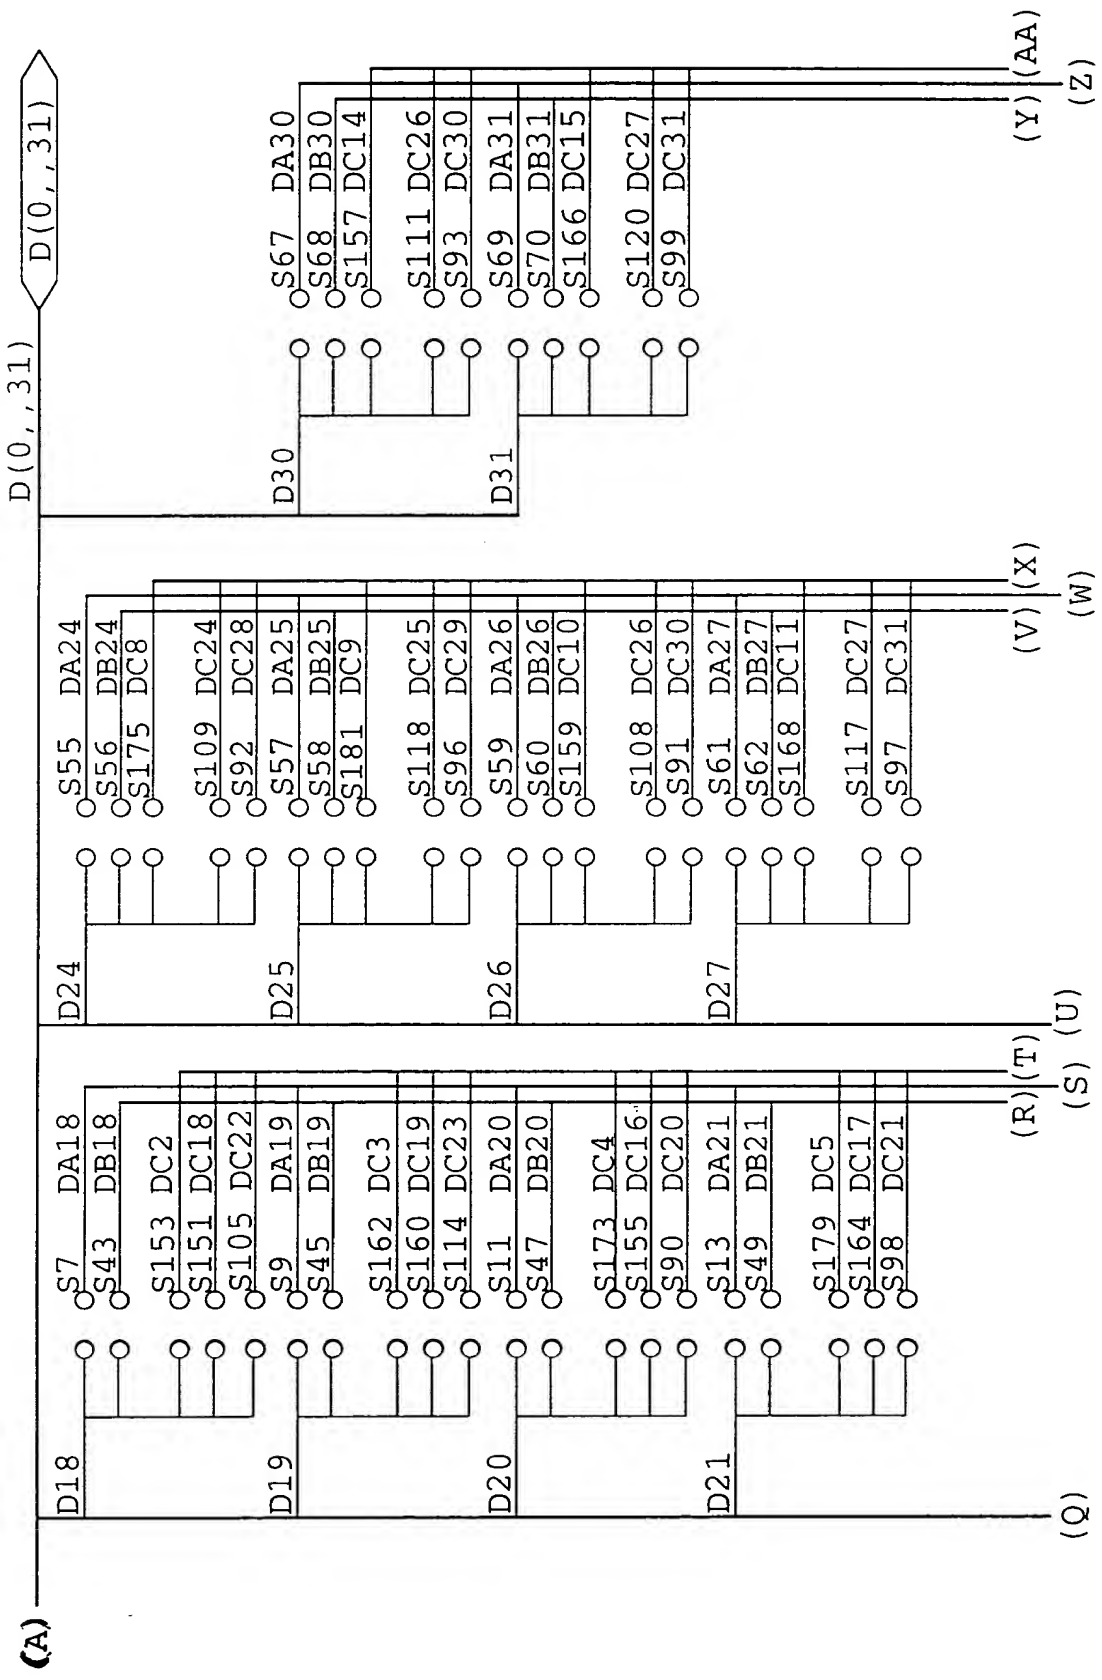 (A)
D(0,,31)
D(0,,31)
D18
S7 DA18
S43 DB18
S153 DC2
S151 DC18
S105 DC22
D19
S9 DA19
S45 DB19
S162 DC3
S160 DC19
S114 DC23
D20
S11 DA20
S47 DB20
S173 DC4
S155 DC16
S90 DC20
D21
S13 DA21
S49 DB21
S179 DC5
S164 DC17
S98 DC21
(Q)
(R)
(S)
(T)
D24
S55 DA24
S56 DB24
S175 DC8
S109 DC24
S92 DC28
D25
S57 DA25
S58 DB25
S181 DC9
S118 DC25
S96 DC29
D26
S59 DA26
S60 DB26
S159 DC10
S108 DC26
S91 DC30
D27
S61 DA27
S62 DB27
S168 DC11
S117 DC27
S97 DC31
(U)
(V)
(W)
(X)
D30
S67 DA30
S68 DB30
S157 DC14
S111 DC26
S93 DC30
D31
S69 DA31
S70 DB31
S166 DC15
S120 DC27
S99 DC31
(Y)
(Z)
(AA)